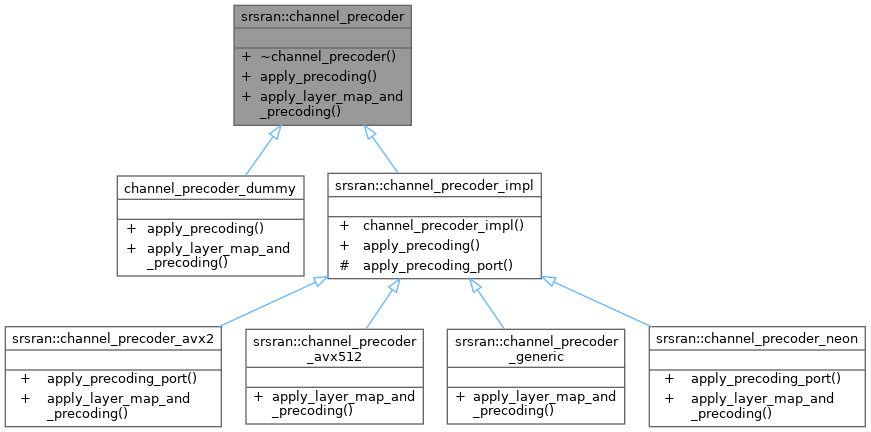 srsran::channel_precoder
+ ~channel_precoder()
+ apply_precoding()
+ apply_layer_map_and
_precoding()
channel_precoder_dummy
+ apply_precoding()
+ apply_layer_map_and
_precoding()
srsran::channel_precoder_impl
+ channel_precoder_impl()
+ apply_precoding()
# apply_precoding_port()
srsran::channel_precoder_avx2
+ apply_precoding_port()
+ apply_layer_map_and
_precoding()
srsran::channel_precoder
_avx512
+ apply_layer_map_and
_precoding()
srsran::channel_precoder
_generic
+ apply_layer_map_and
_precoding()
srsran::channel_precoder_neon
+ apply_precoding_port()
+ apply_layer_map_and
_precoding()